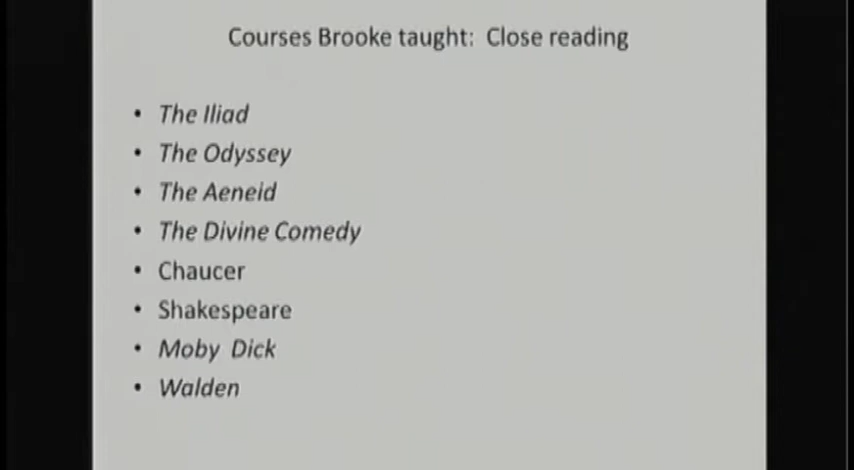 Courses Brooke taught: Close reading
• The Iliad
• The Odyssey
• The Aeneid
• The Divine Comedy
• Chaucer
• Shakespeare
• Moby Dick
• Walden